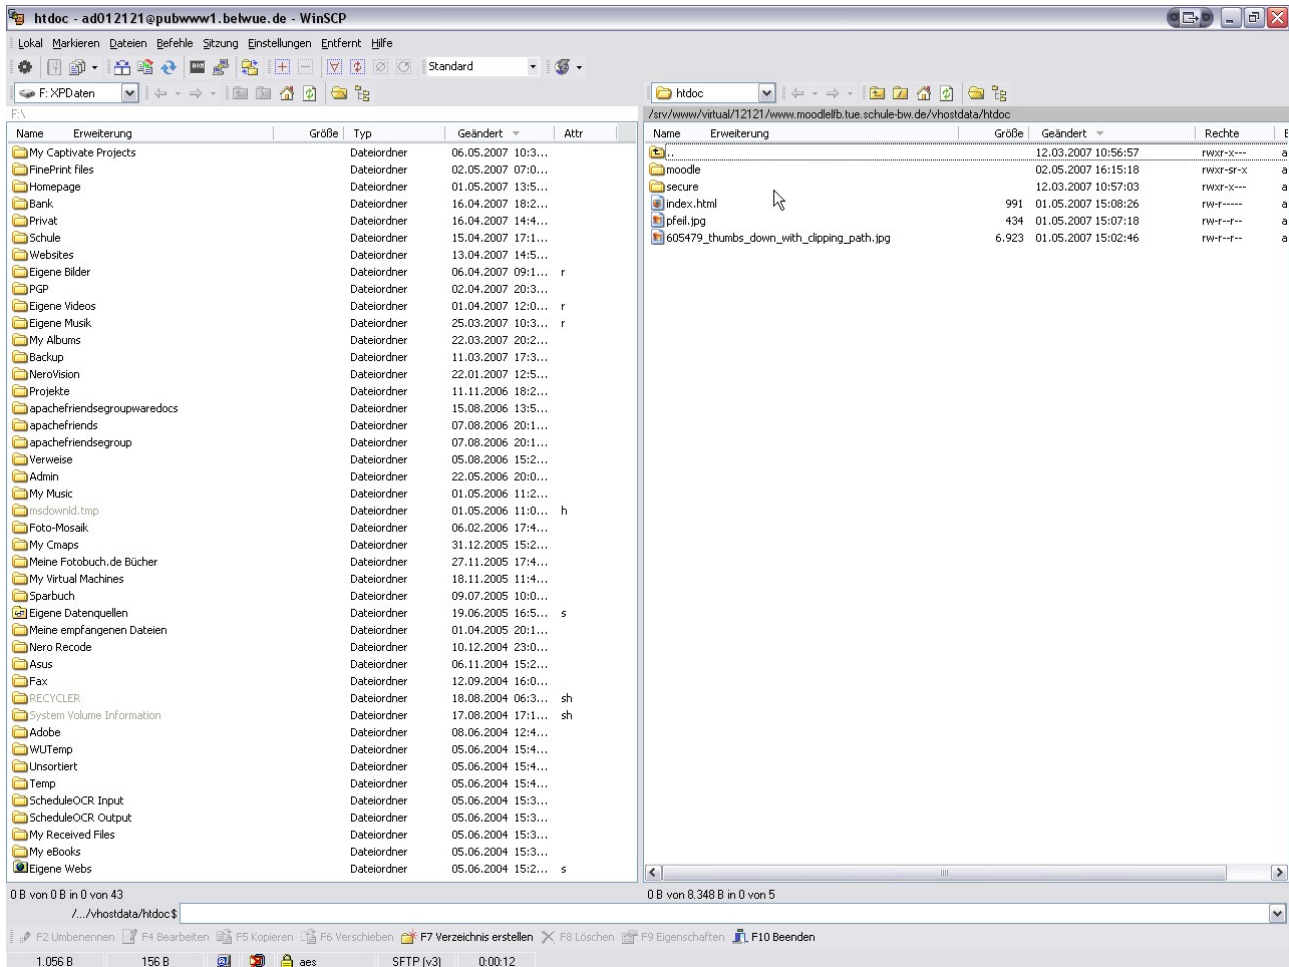 htdoc - ad012121@pubwww1.belwue.de - WinSCP
Lokal Markieren Dateien Befehle Sitzung Einstellungen Entfernt Hilfe
Standard
F: XPDaten
htdoc
F:\
/srv/www/virtual/12121/www.moodlelfb.tue.schule-bw.de/vhostdata/htdoc
Name Erweiterung Größe Typ Geändert Attr
Name Erweiterung Größe Geändert Rechte
My Captivate Projects Dateiordner 06.05.2007 10:3...
FinePrint files Dateiordner 02.05.2007 07:0...
Homepage Dateiordner 01.05.2007 13:5...
Bank Dateiordner 16.04.2007 18:2...
Privat Dateiordner 16.04.2007 14:4...
Schule Dateiordner 15.04.2007 17:1...
Websites Dateiordner 13.04.2007 14:5...
Eigene Bilder Dateiordner 06.04.2007 09:1... r
PGP Dateiordner 02.04.2007 20:3...
Eigene Videos Dateiordner 01.04.2007 12:0... r
Eigene Musik Dateiordner 25.03.2007 10:3... r
My Albums Dateiordner 22.03.2007 20:2...
Backup Dateiordner 11.03.2007 17:3...
NeroVision Dateiordner 22.01.2007 12:5...
Projekte Dateiordner 11.11.2006 18:2...
apachefriendsegroupwaredocs Dateiordner 15.08.2006 13:5...
apachefriends Dateiordner 07.08.2006 20:1...
apachefriendsegroup Dateiordner 07.08.2006 20:1...
Verweise Dateiordner 05.08.2006 15:2...
Admin Dateiordner 22.05.2006 20:0...
My Music Dateiordner 01.05.2006 11:2...
msdownld.tmp Dateiordner 01.05.2006 11:0... h
Foto-Mosaik Dateiordner 06.02.2006 17:4...
My Cmaps Dateiordner 31.12.2005 15:2...
Meine Fotobuch.de Bücher Dateiordner 27.11.2005 17:4...
My Virtual Machines Dateiordner 18.11.2005 11:4...
Sparbuch Dateiordner 09.07.2005 10:0...
Eigene Datenquellen Dateiordner 19.06.2005 16:5... s
Meine empfangenen Dateien Dateiordner 01.04.2005 20:1...
Nero Recode Dateiordner 10.12.2004 23:0...
Asus Dateiordner 06.11.2004 15:2...
Fax Dateiordner 12.09.2004 16:0...
RECYCLER Dateiordner 18.08.2004 06:3... sh
System Volume Information Dateiordner 17.08.2004 17:1... sh
Adobe Dateiordner 08.06.2004 12:4...
WUTemp Dateiordner 05.06.2004 15:4...
Unsortiert Dateiordner 05.06.2004 15:4...
Temp Dateiordner 05.06.2004 15:4...
ScheduleOCR Input Dateiordner 05.06.2004 15:3...
ScheduleOCR Output Dateiordner 05.06.2004 15:3...
My Received Files Dateiordner 05.06.2004 15:3...
My eBooks Dateiordner 05.06.2004 15:3...
Eigene Webs Dateiordner 05.06.2004 15:2... s
.. 12.03.2007 10:56:57 rwxr-x--- a
moodle 02.05.2007 16:15:18 rwxr-sr-x a
secure 12.03.2007 10:57:03 rwxr-x--- a
index.html 991 01.05.2007 15:08:26 rw-r----- a
pfeil.jpg 434 01.05.2007 15:07:18 rw-r--r-- a
605479_thumbs_down_with_clipping_path.jpg 6.923 01.05.2007 15:02:46 rw-r--r-- a
0 B von 0 B in 0 von 43
0 B von 8.348 B in 0 von 5
/.../vhostdata/htdoc$
F2 Umbenennen F4 Bearbeiten F5 Kopieren F6 Verschieben F7 Verzeichnis erstellen F8 Löschen F9 Eigenschaften F10 Beenden
1.056 B 156 B aes SFTP (v3) 0:00:12